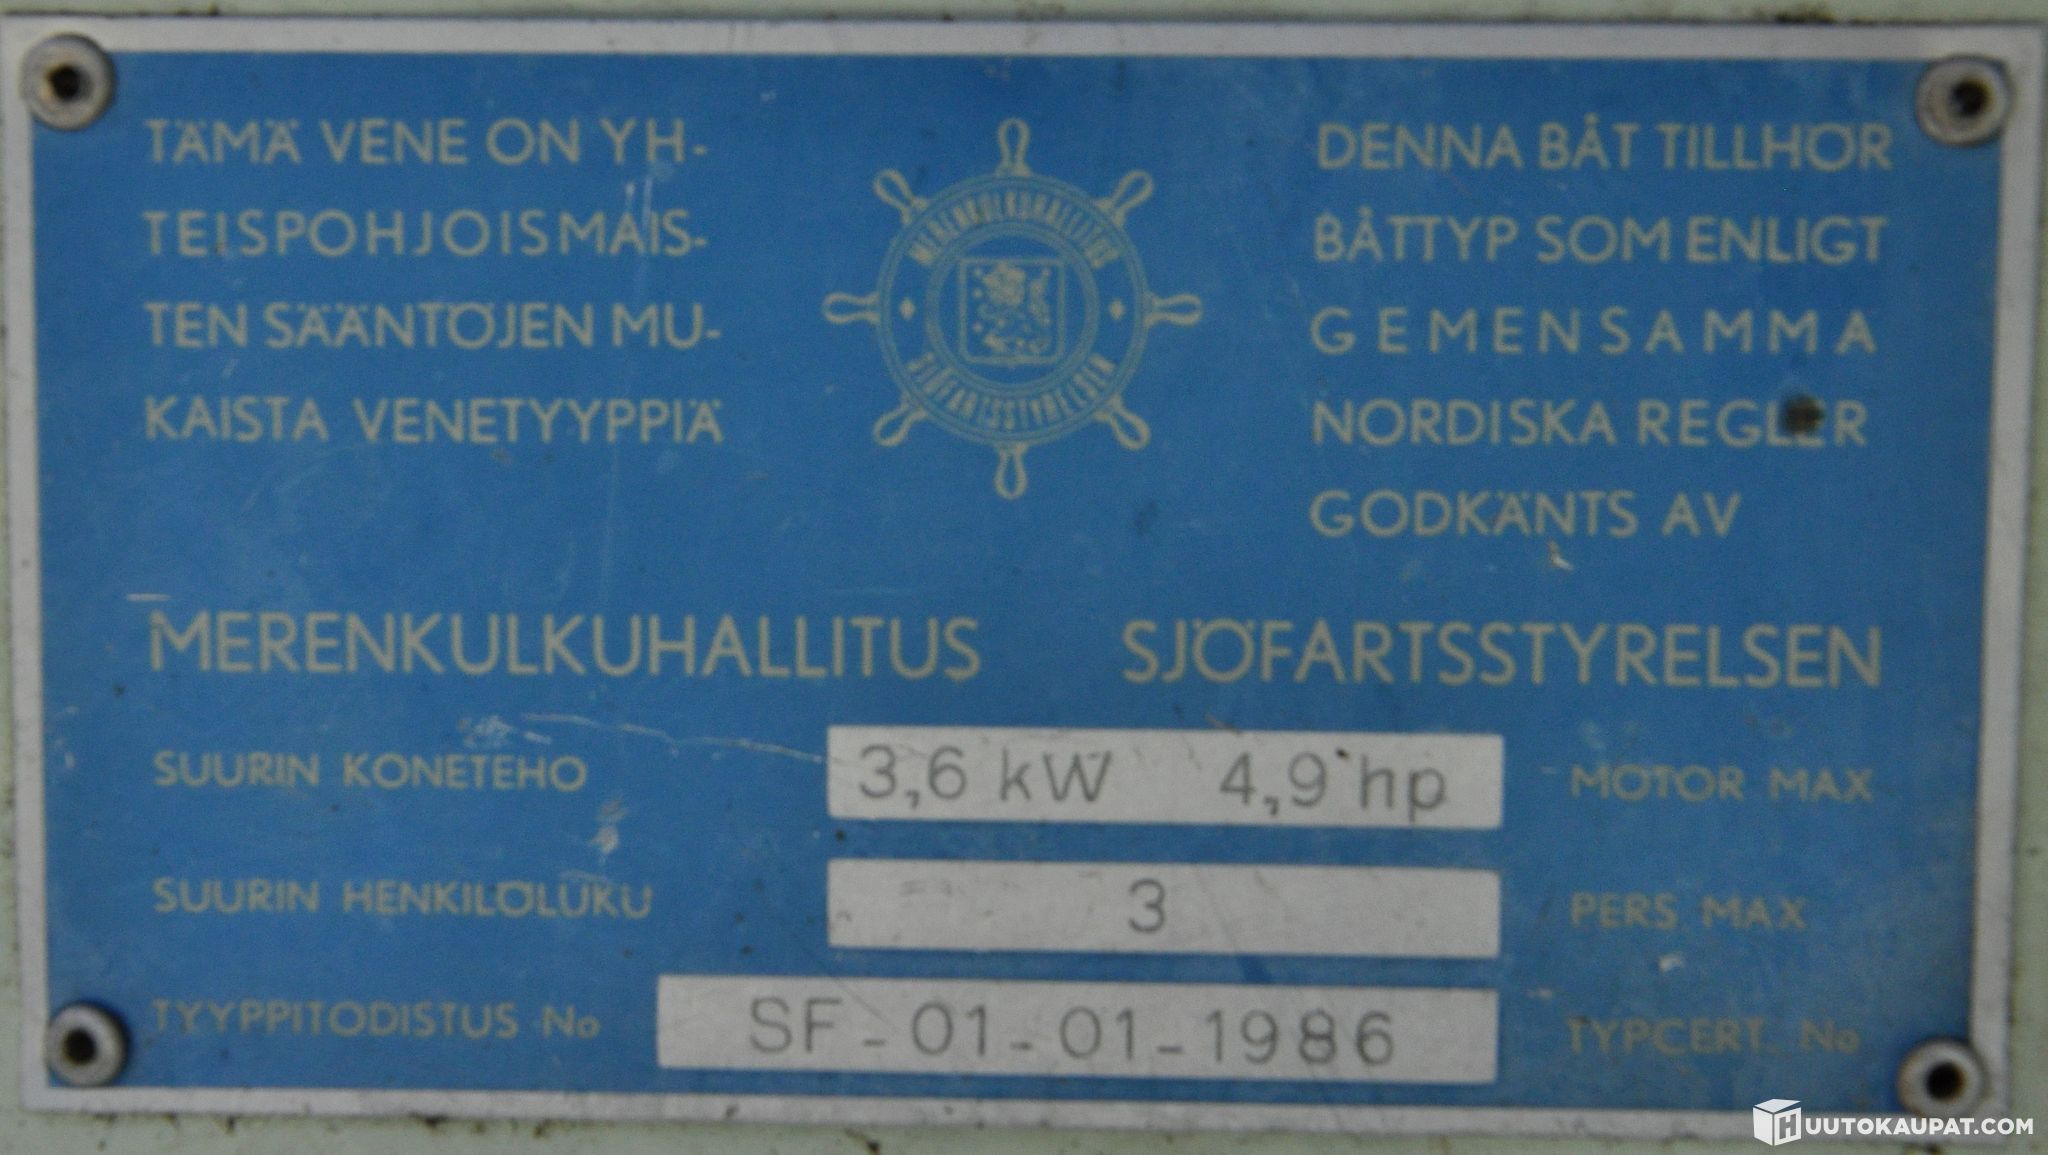 TÄMÄ VENE ON YH-
TEISPOHJOISMAIS-
TEN SÄÄNTÖJEN MU-
KAISTA VENETYYPPIÄ
MERENKULKUHALLITUS
SJÖFARTSSTYRELSEN
DENNA BÅT TILLHÖR
BÅTTYP SOM ENLIGT
GEMENSAMMA
NORDISKA REGLER
GODKÄNTS AV
MERENKULKUHALLITUS SJÖFARTSSTYRELSEN
SUURIN KONETEHO 3,6 kW 4,9 hp MOTOR MAX
SUURIN HENKILÖLUKU 3 PERS. MAX
TYYPPITODISTUS No SF-01-01-1986 TYPCERT. No
HUUTOKAUPAT.COM